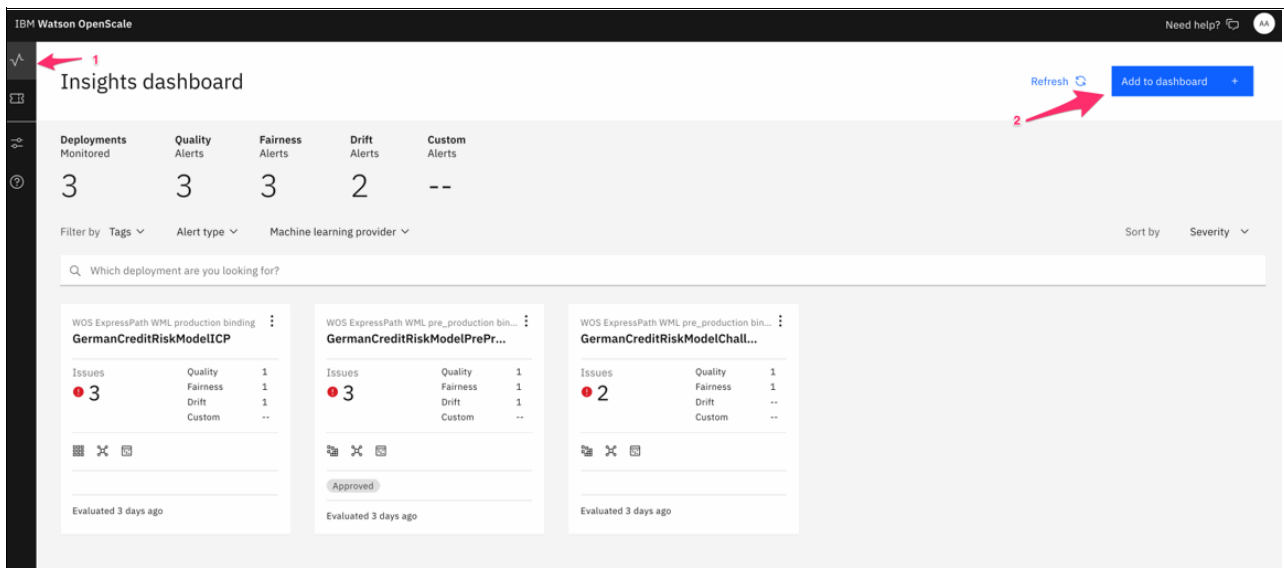 IBM Watson OpenScale
Need help?
AA
1
Insights dashboard
Refresh
Add to dashboard +
2
Deployments Quality Fairness Drift Custom
Monitored Alerts Alerts Alerts Alerts
3 3 3 2 --
Filter by Tags Alert type Machine learning provider
Sort by Severity
Which deployment are you looking for?
WOS ExpressPath WML production binding
GermanCreditRiskModelICP
Issues
3
Quality 1
Fairness 1
Drift 1
Custom --
Evaluated 3 days ago
WOS ExpressPath WML pre_production bin...
GermanCreditRiskModelPrePr...
Issues
3
Quality 1
Fairness 1
Drift 1
Custom --
Approved
Evaluated 3 days ago
WOS ExpressPath WML pre_production bin...
GermanCreditRiskModelChall...
Issues
2
Quality 1
Fairness 1
Drift --
Custom --
Evaluated 3 days ago